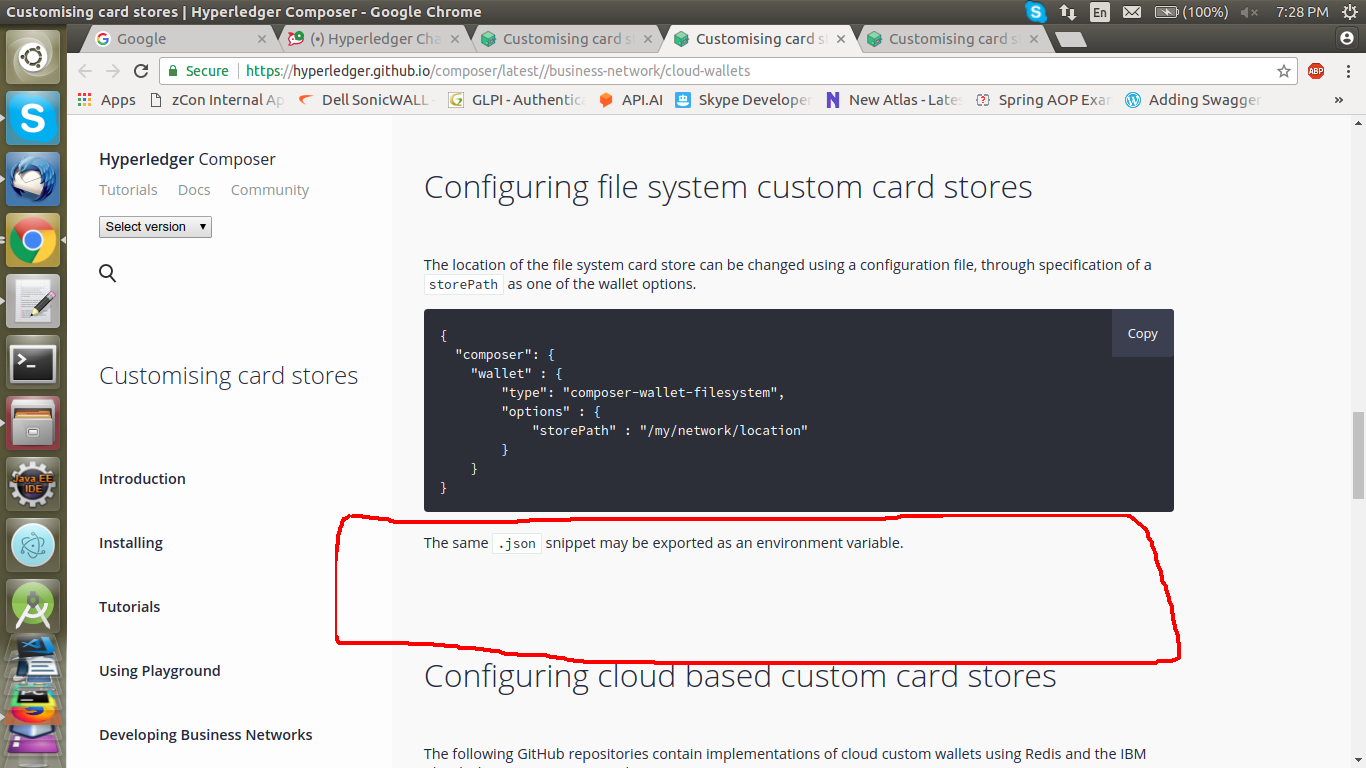 Customising card stores | Hyperledger Composer - Google Chrome
En (100%) 7:28 PM
Google (•) Hyperledger Cha Customising card s Customising card s Customising card s
Secure https://hyperledger.github.io/composer/latest//business-network/cloud-wallets ABP
Apps zCon Internal Ap Dell SonicWALL GLPI - Authentic API.AI Skype Developer New Atlas - Late Spring AOP Exam Adding Swagger »
Hyperledger Composer
Tutorials Docs Community
Select version
Customising card stores
Introduction
Installing
Tutorials
Using Playground
Developing Business Networks
Configuring file system custom card stores
The location of the file system card store can be changed using a configuration file, through specification of a
storePath as one of the wallet options.
Copy
{
"composer": {
"wallet" : {
"type": "composer-wallet-filesystem",
"options" : {
"storePath" : "/my/network/location"
}
}
}
The same .json snippet may be exported as an environment variable.
Configuring cloud based custom card stores
The following GitHub repositories contain implementations of cloud custom wallets using Redis and the IBM
Java EE
IDE